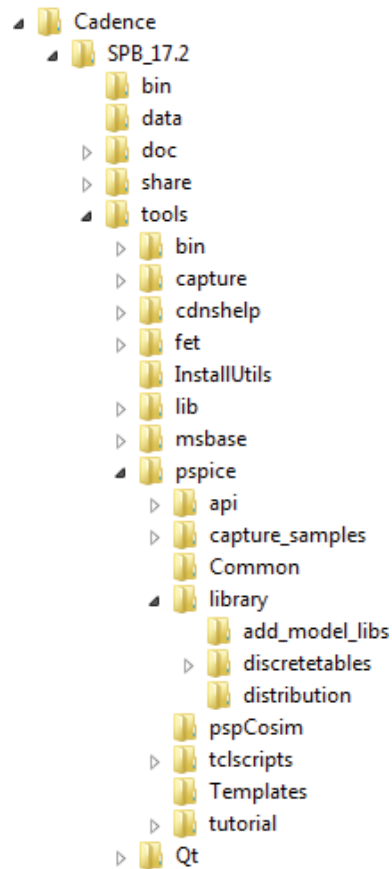 Cadence
SPB_17.2
bin
data
doc
share
tools
bin
capture
cdnshelp
fet
InstallUtils
lib
msbase
pspice
api
capture_samples
Common
library
add_model_libs
discretetables
distribution
pspCosim
tclscripts
Templates
tutorial
Qt